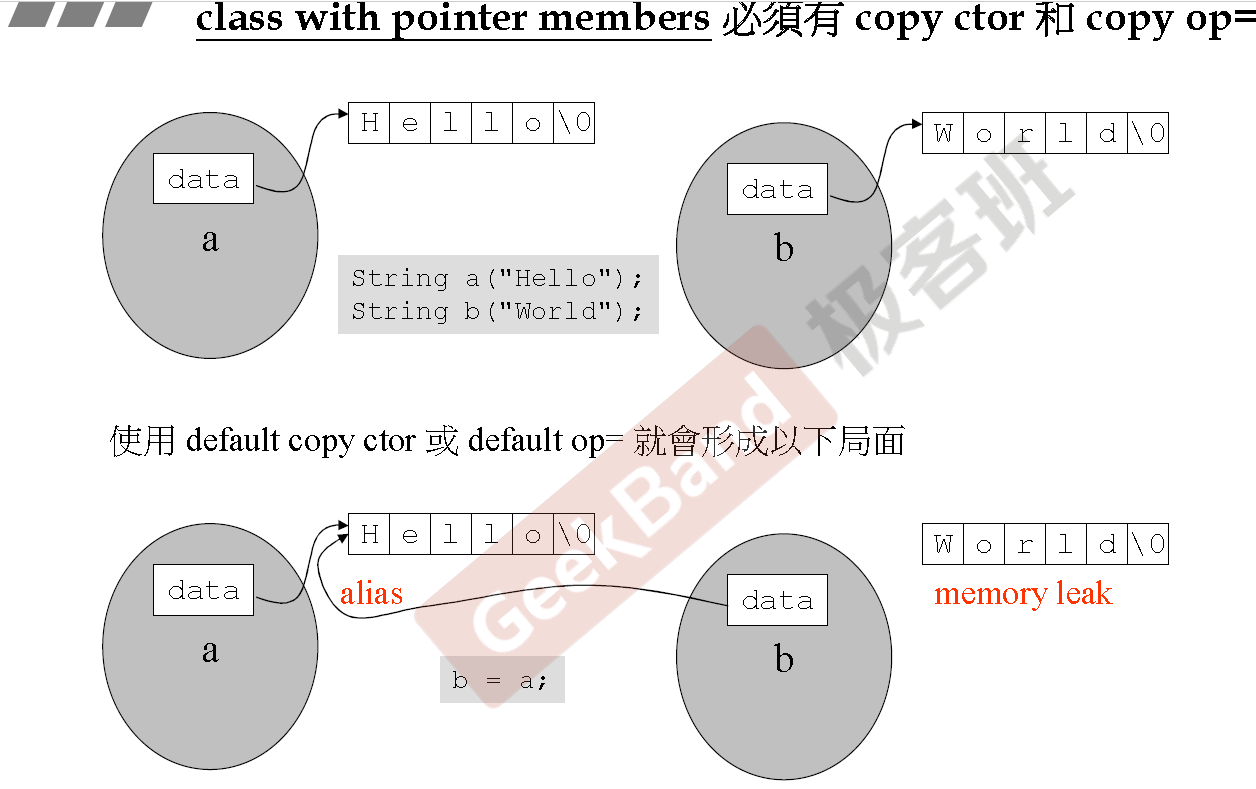 class with pointer members 必須有 copy ctor 和 copy op=
H e l l o \0
W o r l d \0
data
data
a
b
String a("Hello");
String b("World");
极客班
使用 default copy ctor 或 default op= 就會形成以下局面
H e l l o \0
W o r l d \0
data
alias
data
memory leak
a
b
b = a;
GeekBand